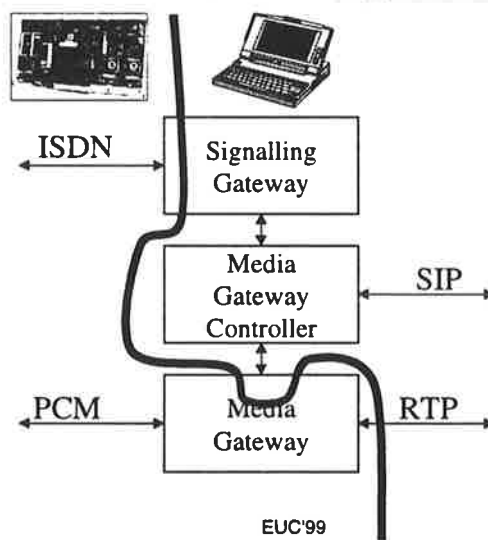 ISDN
Signalling
Gateway
Media
Gateway
Controller
SIP
PCM
Media
Gateway
RTP
EUC'99